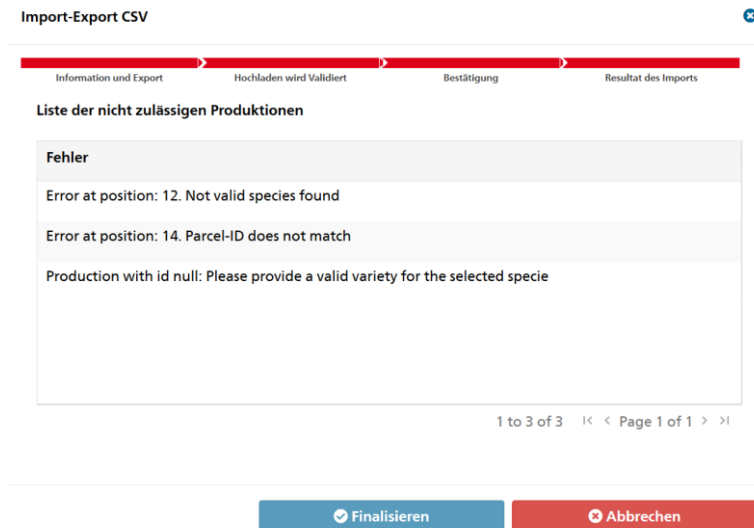 Import-Export CSV
Information und Export
Hochladen wird Validiert
Bestätigung
Resultat des Imports
Liste der nicht zulässigen Produktionen
Fehler
Error at position: 12. Not valid species found
Error at position: 14. Parcel-ID does not match
Production with id null: Please provide a valid variety for the selected specie
1 to 3 of 3 Page 1 of 1
Finalisieren
Abbrechen